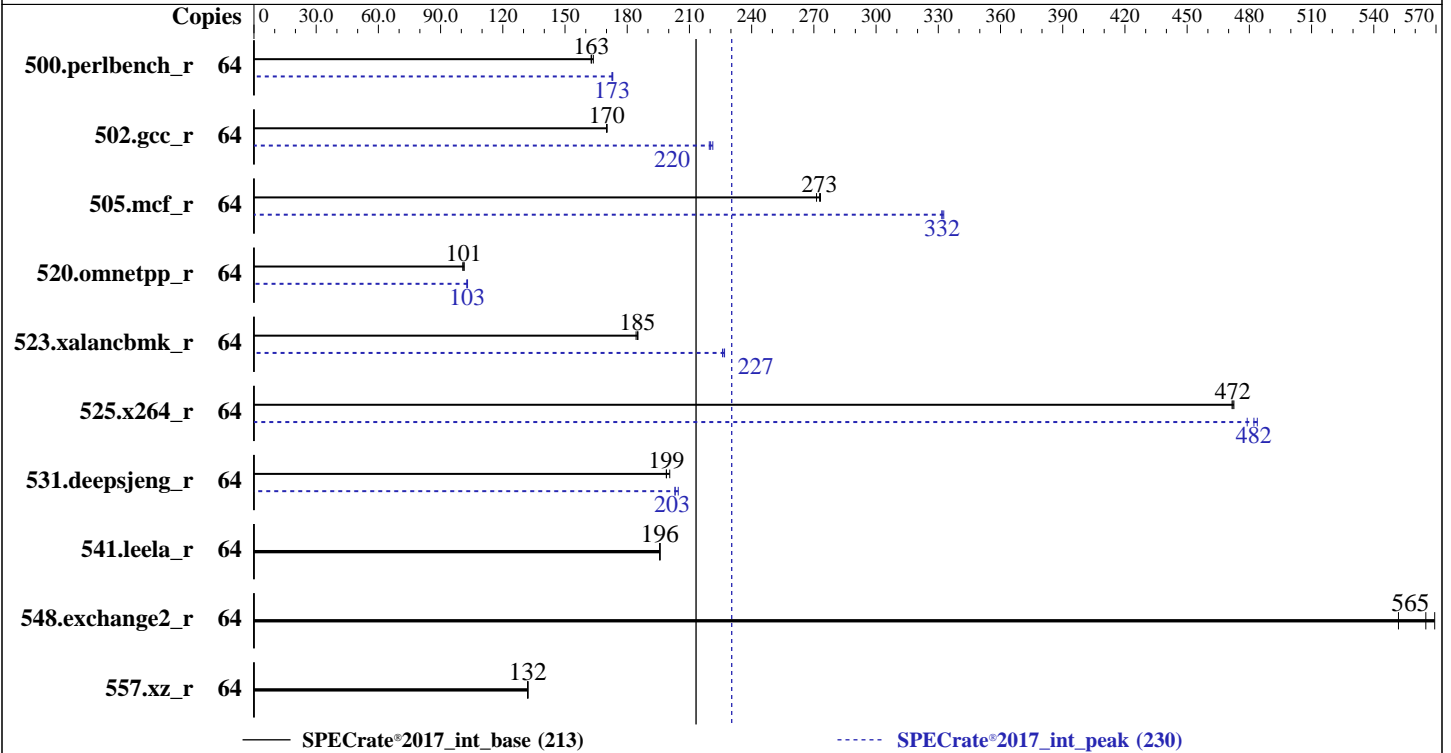 Copies 0 30.0 60.0 90.0 120 150 180 210 240 270 300 330 360 390 420 450 480 510 540 570
163
500.perlbench_r 64
173
170
502.gcc_r 64
220
273
505.mcf_r 64
332
101
520.omnetpp_r 64
103
185
523.xalancbmk_r 64
227
472
525.x264_r 64
482
199
531.deepsjeng_r 64
203
196
541.leela_r 64
565
548.exchange2_r 64
132
557.xz_r 64
SPECrate®2017_int_base (213) SPECrate®2017_int_peak (230)